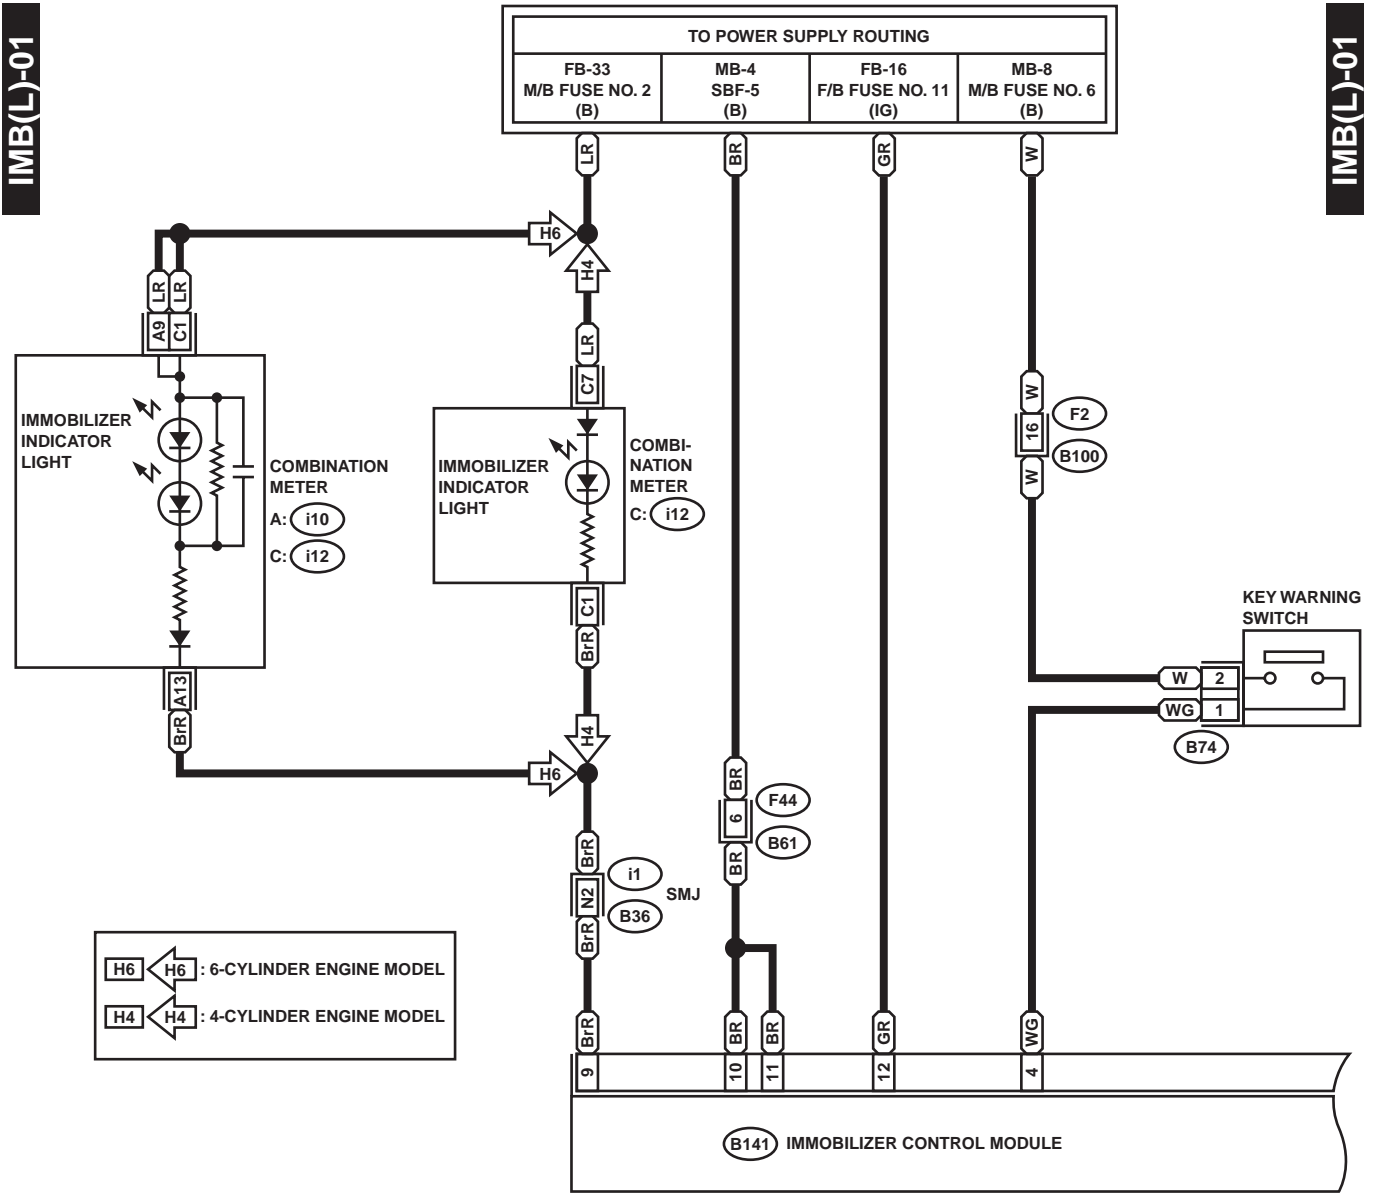 IMB(L)-01
IMB(L)-01
TO POWER SUPPLY ROUTING
FB-33
M/B FUSE NO. 2
(B)
MB-4
SBF-5
(B)
FB-16
F/B FUSE NO. 11
(IG)
MB-8
M/B FUSE NO. 6
(B)
LR
BR
GR
W
H6
H4
LR
LR
A9
C1
LR
C7
W
16
W
F2
B100
IMMOBILIZER
INDICATOR
LIGHT
COMBINATION
METER
A: i10
C: i12
IMMOBILIZER
INDICATOR
LIGHT
COMBI-
NATION
METER
C: i12
C1
BrR
A13
BrR
H4
H6
KEY WARNING
SWITCH
W
2
WG
1
B74
BR
6
BR
F44
B61
BrR
N2
BrR
i1
B36
SMJ
H6 H6 : 6-CYLINDER ENGINE MODEL
H4 H4 : 4-CYLINDER ENGINE MODEL
BrR
BR
BR
GR
WG
9
10
11
12
4
B141 IMMOBILIZER CONTROL MODULE